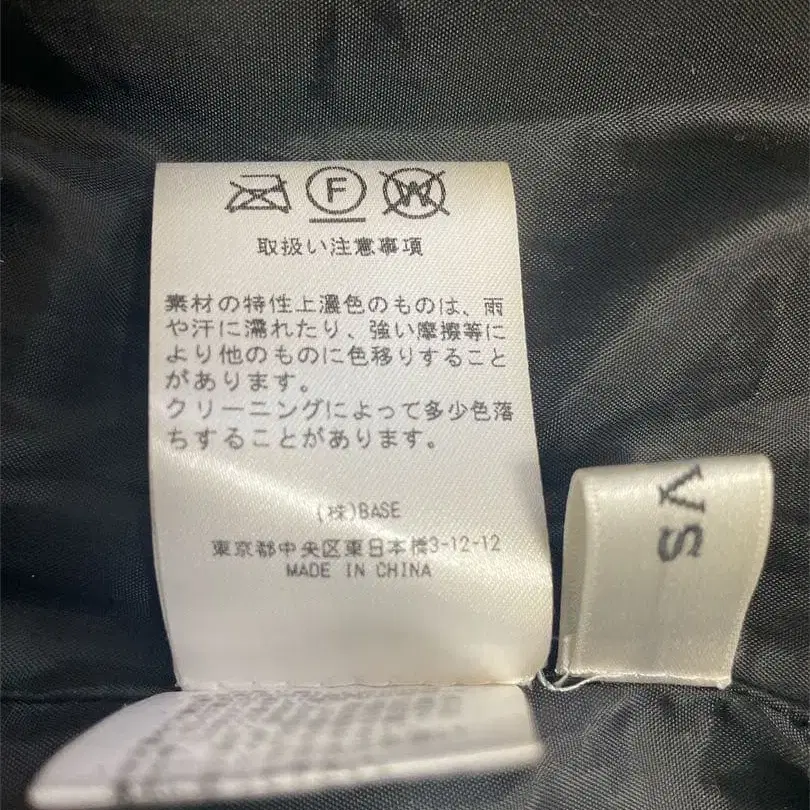 F
W
取扱い注意事項
素材の特性上濃色のものは、雨
や汗に濡れたり、強い摩擦等に
より他のものに色移りすること
があります。
クリーニングによって多少色落
ちすることがあります。
(株)BASE
東京都中央区東日本橋3-12-12
MADE IN CHINA